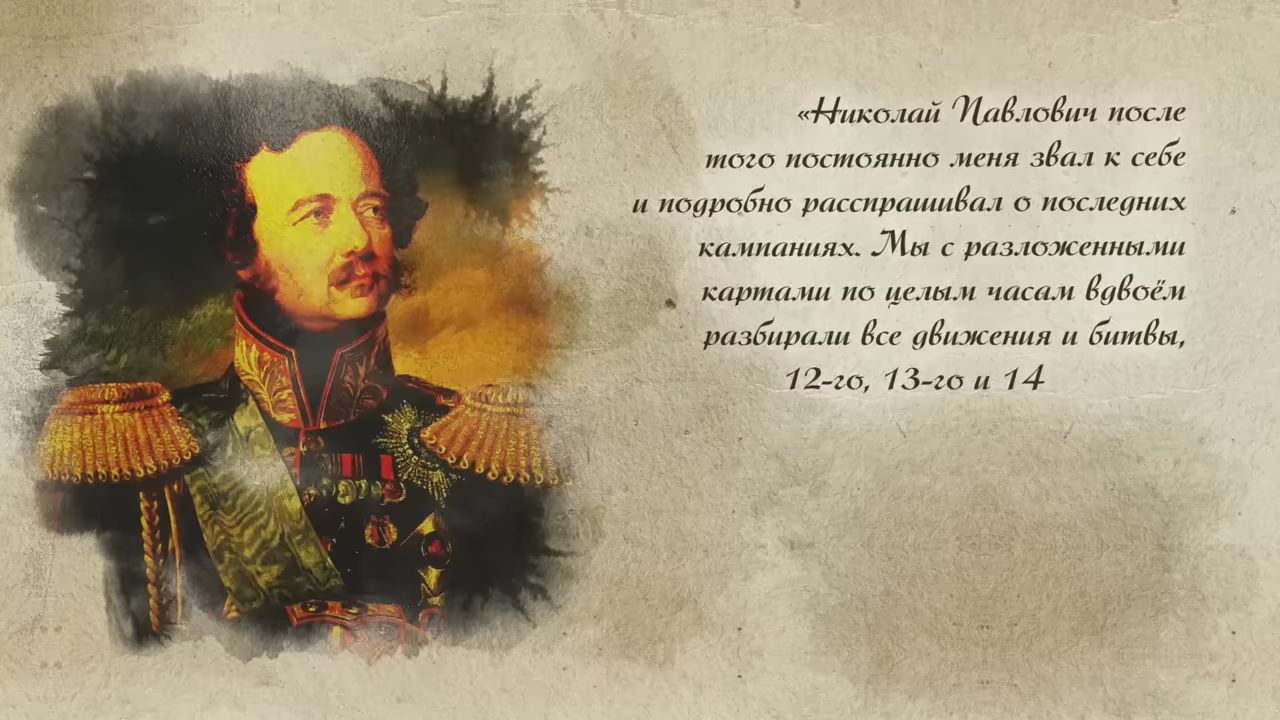 «Николай Павлович после
того постоянно меня звал к себе
и подробно расспрашивал о последних
кампаниях. Мы с разложенными
картами по целым часам вдвоём
разбирали все движения и битвы,
12-го, 13-го и 14